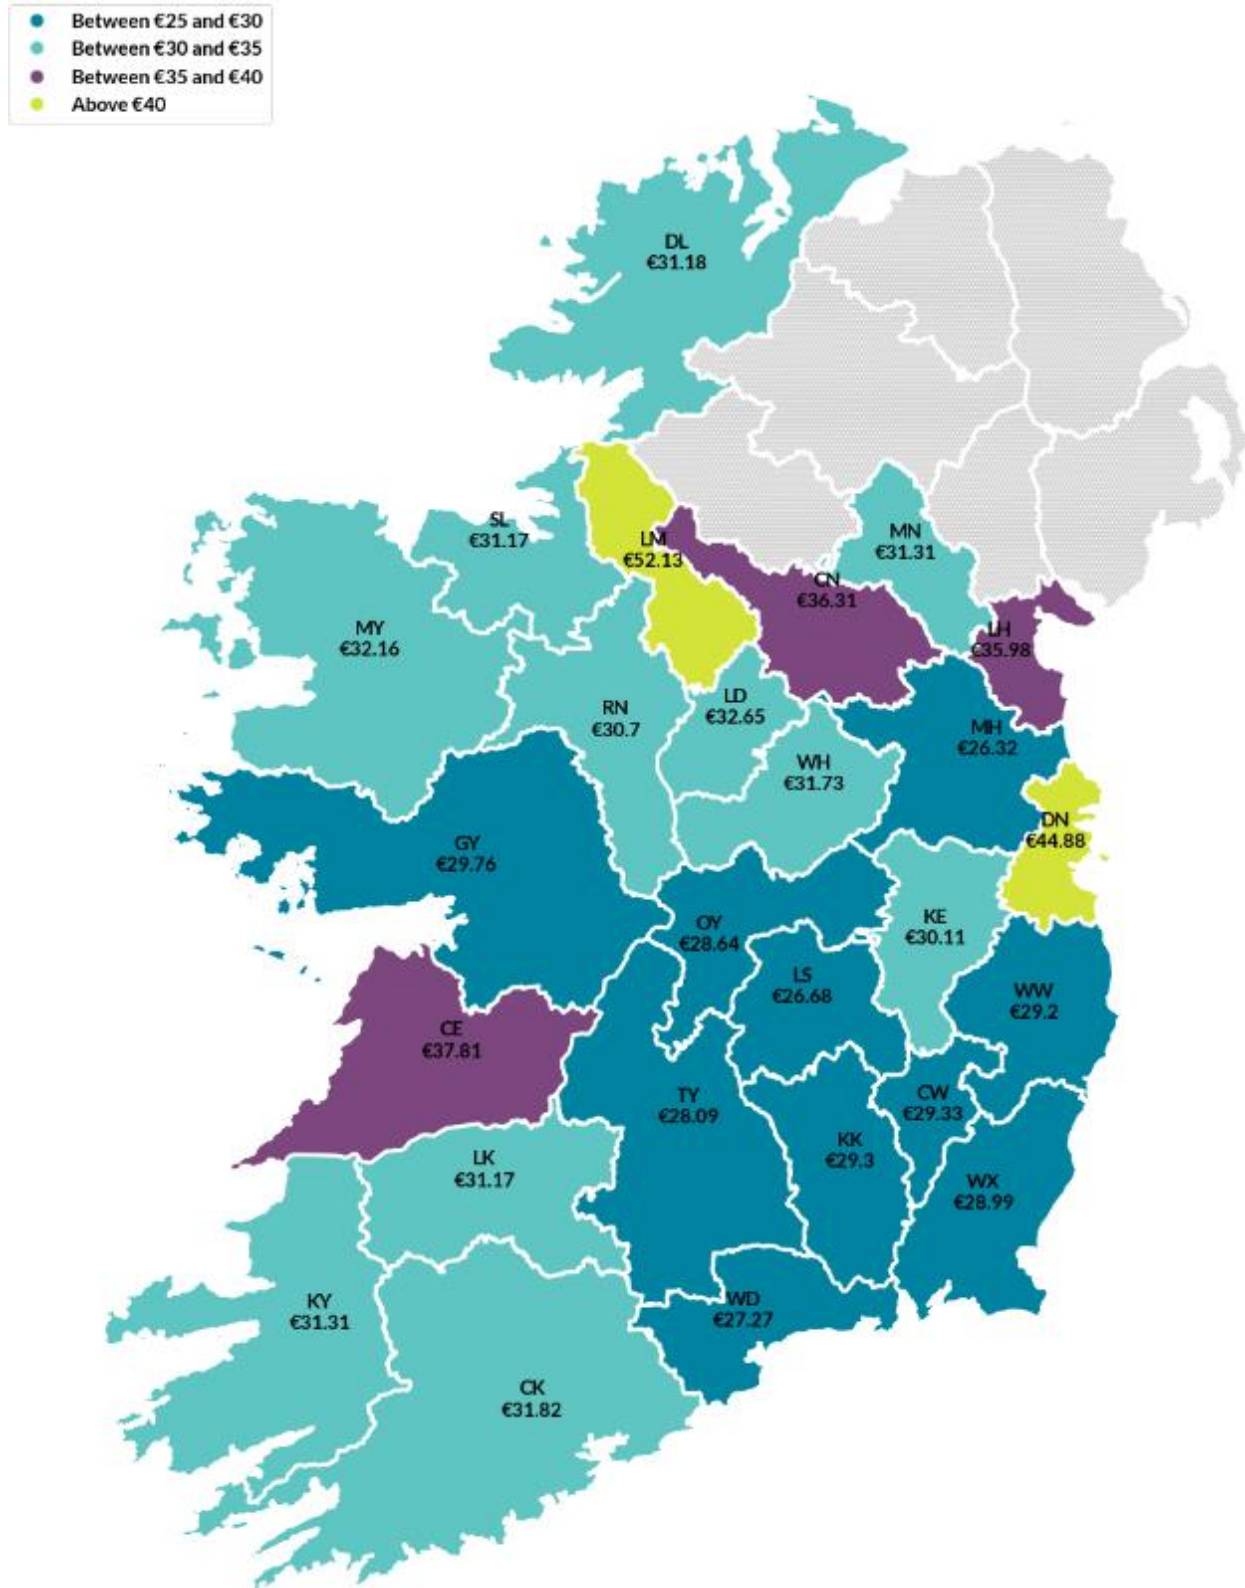 Between €25 and €30
Between €30 and €35
Between €35 and €40
Above €40
DL
€31.18
SL
€31.17
LM
€52.13
MN
€31.31
CN
€36.31
MY
€32.16
LH
€35.98
LD
€32.65
RN
€30.7
MH
€26.32
WH
€31.73
DN
€44.88
GY
€29.76
KE
€30.11
OY
€28.64
LS
€26.68
WW
€29.2
CE
€37.81
TY
€28.09
CW
€29.33
KK
€29.3
LK
€31.17
WX
€28.99
KY
€31.31
WD
€27.27
CK
€31.82